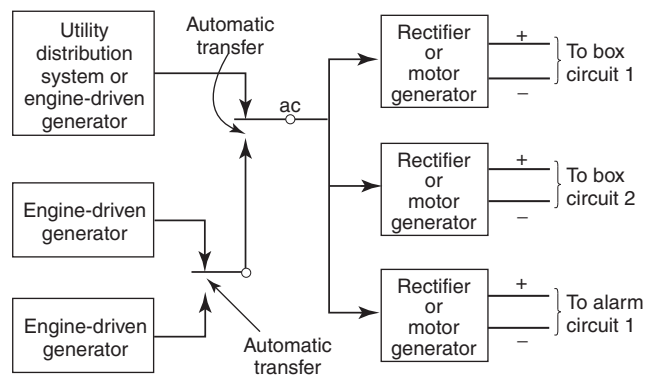 Utility
distribution
system or
engine-driven
generator
Automatic
transfer
ac
Rectifier
or
motor
generator
+
–
To box
circuit 1
Rectifier
or
motor
generator
+
–
To box
circuit 2
Engine-driven
generator
Engine-driven
generator
Automatic
transfer
Rectifier
or
motor
generator
+
–
To alarm
circuit 1